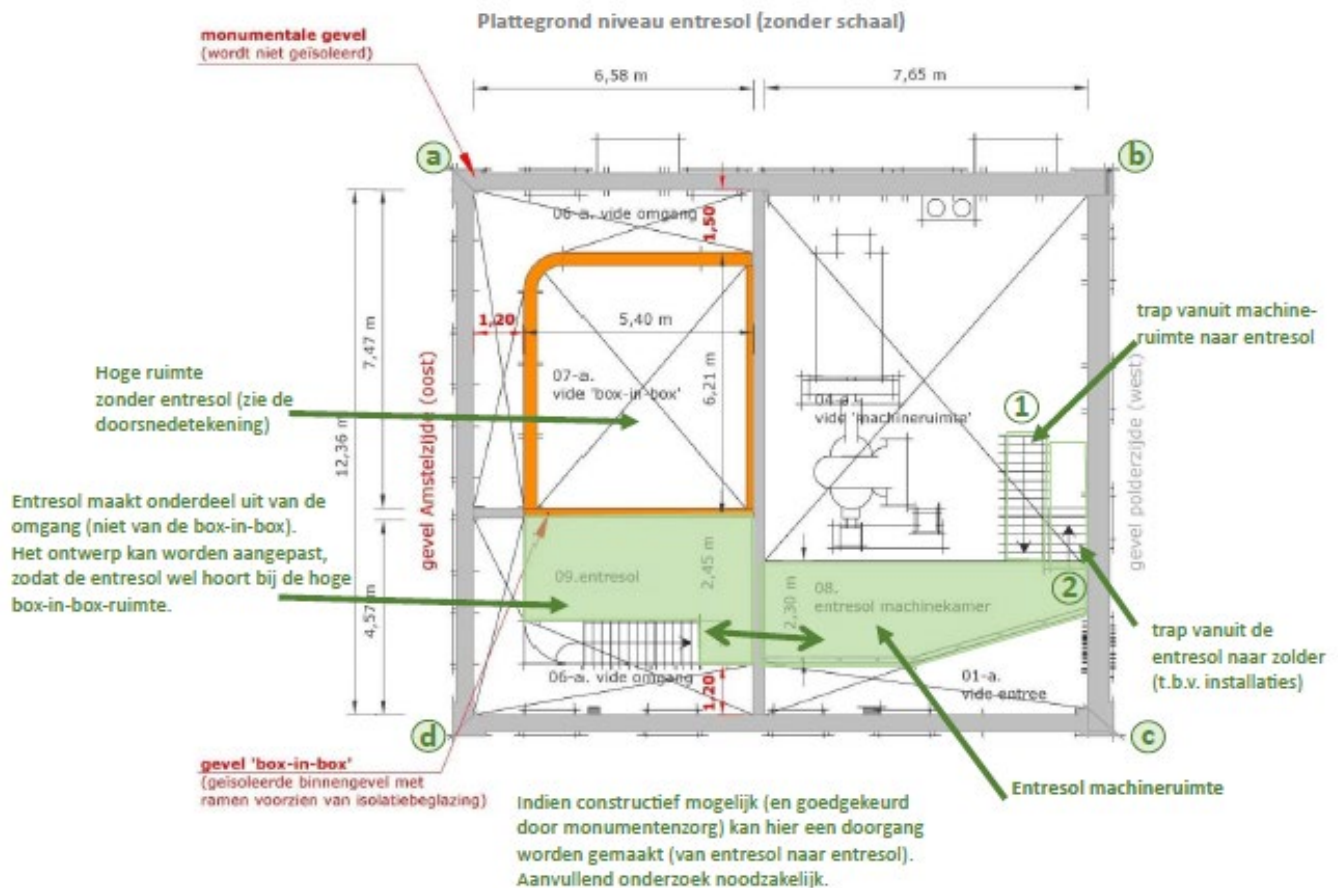 Plattegrond niveau entresol (zonder schaal)
monumentale gevel
(wordt niet geïsoleerd)
6,58 m
7,65 m
a
b
06-a. vide omgang
1,50
1,20
5,40 m
7,47 m
12,36 m
gevel Amstelzijde (oost)
07-a.
vide 'box-in-box'
6,21 m
vide 'machineruimte'
trap vanuit machine-
ruimte naar entresol
1
gevel polderzijde (west)
Hoge ruimte
zonder entresol (zie de
doorsnedetekening)
Entresol maakt onderdeel uit van de
omgang (niet van de box-in-box).
Het ontwerp kan worden aangepast,
zodat de entresol wel hoort bij de hoge
box-in-box-ruimte.
4,57 m
09.entresol
2,45 m
2,30 m
08.
entresol machinekamer
2
trap vanuit de
entresol naar zolder
(t.b.v. installaties)
06-a. vide omgang
1,20
01-a.
vide entree
d
c
gevel 'box-in-box'
(geïsoleerde binnengevel met
ramen voorzien van isolatiebeglazing)
Entresol machineruimte
Indien constructief mogelijk (en goedgekeurd
door monumentenzorg) kan hier een doorgang
worden gemaakt (van entresol naar entresol).
Aanvullend onderzoek noodzakelijk.